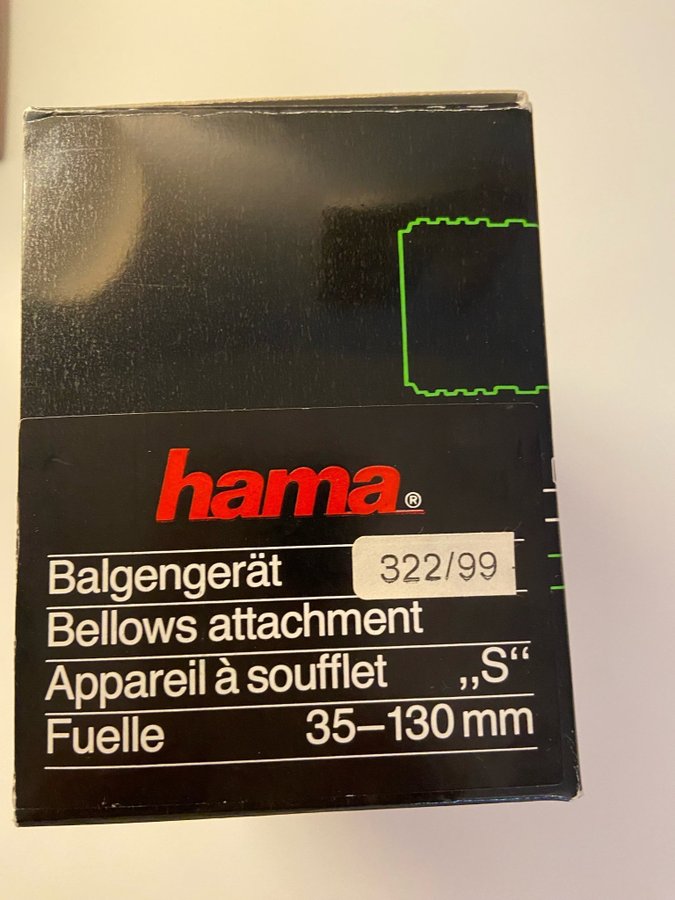 hama®
Balgengerät 322/99
Bellows attachment
Appareil à soufflet „S“
Fuelle 35–130 mm